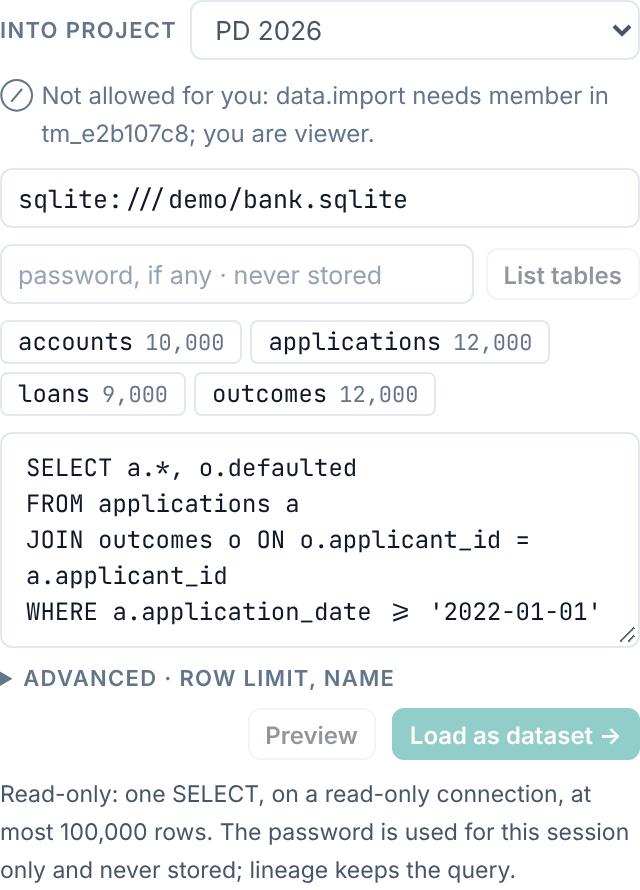 INTO PROJECT PD 2026
Not allowed for you: data.import needs member in
tm_e2b107c8; you are viewer.
sqlite:///demo/bank.sqlite
password, if any · never stored List tables
accounts 10,000 applications 12,000
loans 9,000 outcomes 12,000
SELECT a.*, o.defaulted
FROM applications a
JOIN outcomes o ON o.applicant_id =
a.applicant_id
WHERE a.application_date >= '2022-01-01'
ADVANCED · ROW LIMIT, NAME
Preview Load as dataset →
Read-only: one SELECT, on a read-only connection, at
most 100,000 rows. The password is used for this session
only and never stored; lineage keeps the query.